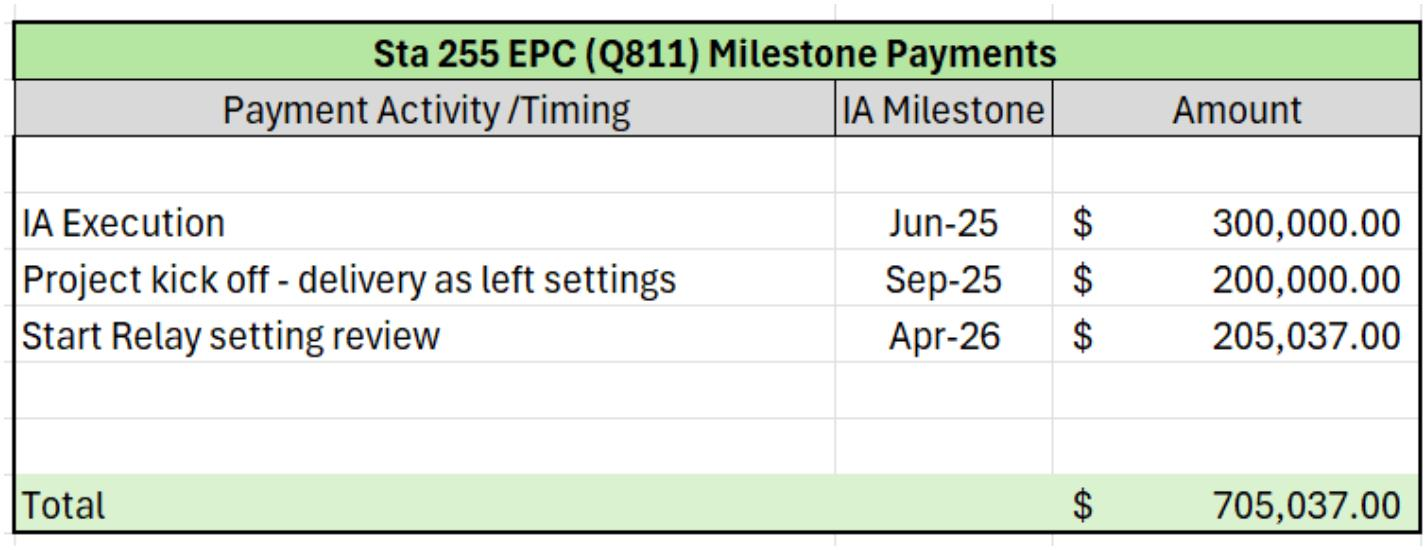 Sta 255 EPC (Q811) Milestone Payments
Payment Activity /Timing IA Milestone Amount
IA Execution Jun-25 $ 300,000.00
Project kick off - delivery as left settings Sep-25 $ 200,000.00
Start Relay setting review Apr-26 $ 205,037.00
Total $ 705,037.00